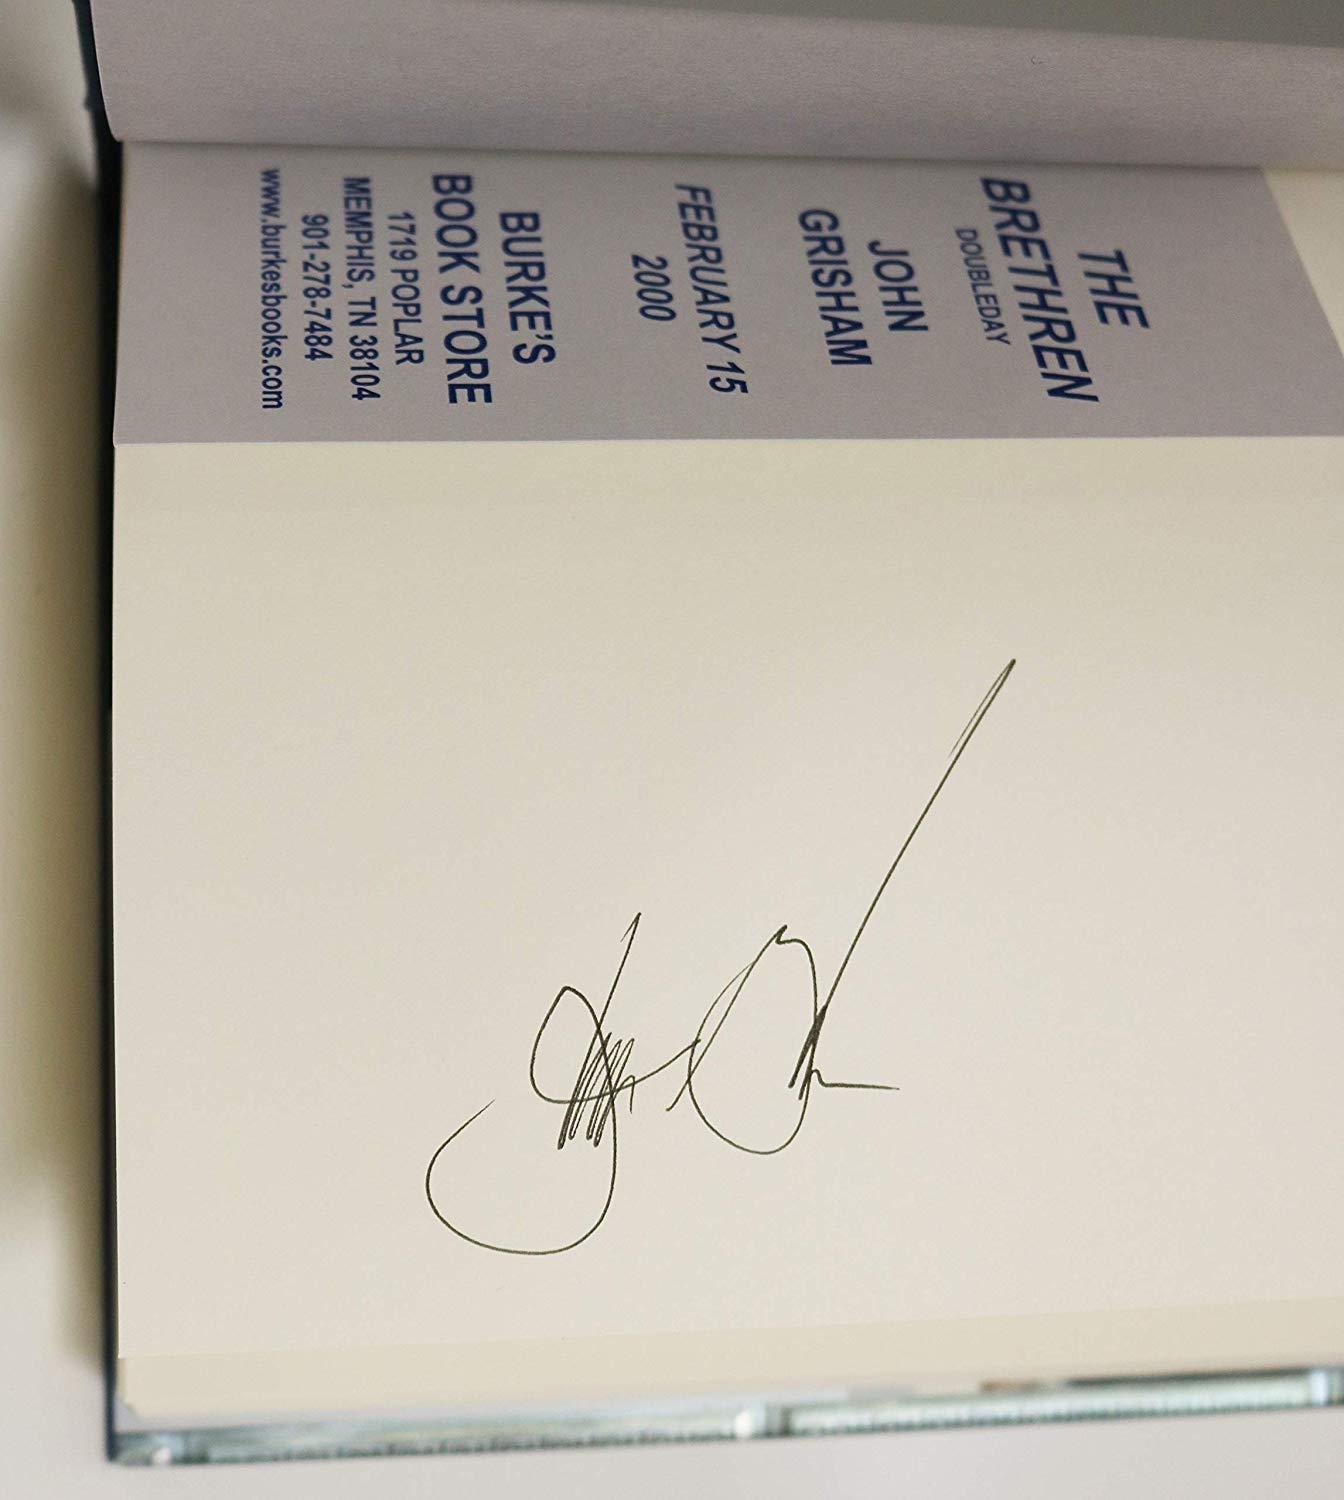 THE
BRETHREN
DOUBLEDAY
JOHN
GRISHAM
FEBRUARY 15
2000
BURKE'S
BOOK STORE
1719 POPLAR
MEMPHIS, TN 38104
901-278-7484
www.burkesbooks.com